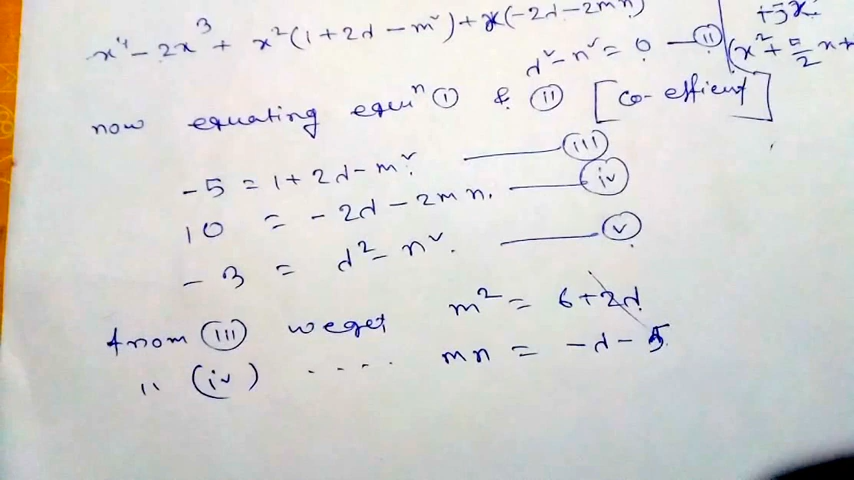 x⁴ - 2x³ + x²(1+2d-m²) + x(-2d-2mn)
d² - n² = 0 — (ii)
+5x
(x² + 5/2 x +
now equating equⁿ (i) & (ii) [co-efficient]
-5 = 1+2d-m². — (iii)
10 = -2d-2mn. — (iv)
-3 = d²-n². — (v)
from (iii) we get m² = 6+2d
" (iv) .... mn = -d-5